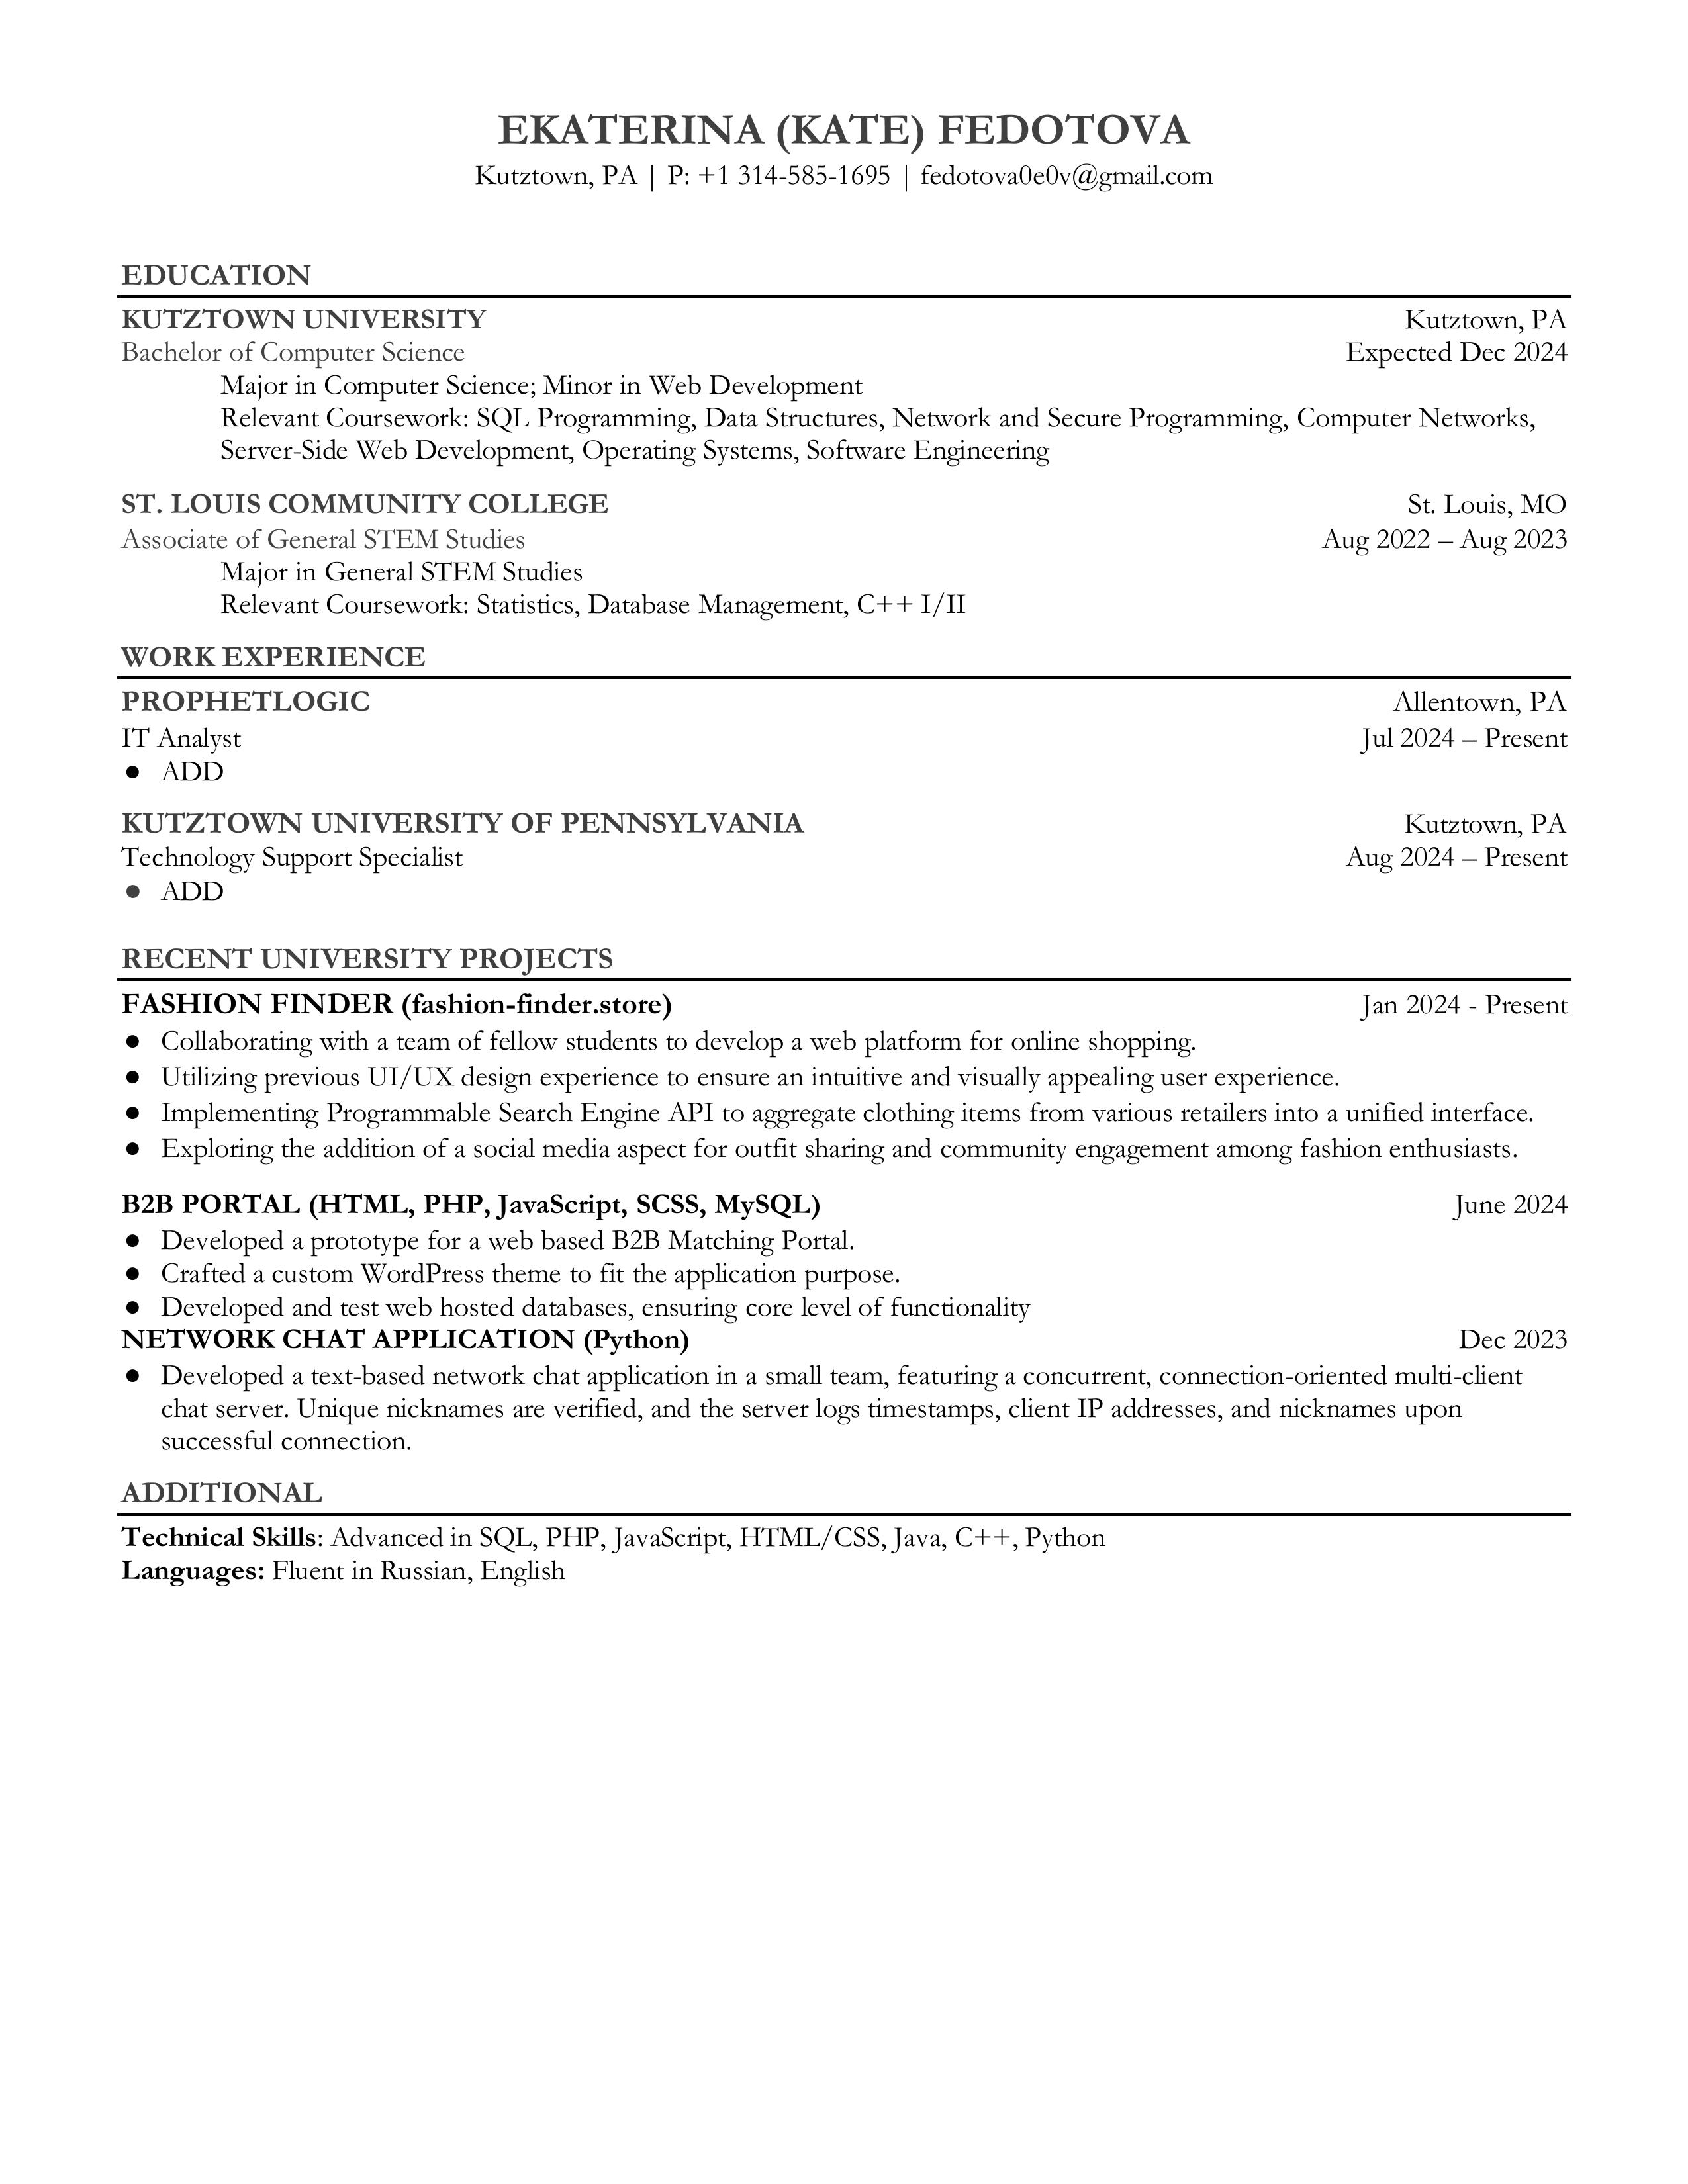 EKATERINA (KATE) FEDOTOVA
Kutztown, PA | P: +1 314-585-1695 | fedotova0e0v@gmail.com
EDUCATION
KUTZTOWN UNIVERSITY Kutztown, PA
Bachelor of Computer Science Expected Dec 2024
Major in Computer Science; Minor in Web Development
Relevant Coursework: SQL Programming, Data Structures, Network and Secure Programming, Computer Networks,
Server-Side Web Development, Operating Systems, Software Engineering
ST. LOUIS COMMUNITY COLLEGE St. Louis, MO
Associate of General STEM Studies Aug 2022 – Aug 2023
Major in General STEM Studies
Relevant Coursework: Statistics, Database Management, C++ I/II
WORK EXPERIENCE
PROPHETLOGIC Allentown, PA
IT Analyst Jul 2024 – Present
● ADD
KUTZTOWN UNIVERSITY OF PENNSYLVANIA Kutztown, PA
Technology Support Specialist Aug 2024 – Present
● ADD
RECENT UNIVERSITY PROJECTS
FASHION FINDER (fashion-finder.store) Jan 2024 - Present
● Collaborating with a team of fellow students to develop a web platform for online shopping.
● Utilizing previous UI/UX design experience to ensure an intuitive and visually appealing user experience.
● Implementing Programmable Search Engine API to aggregate clothing items from various retailers into a unified interface.
● Exploring the addition of a social media aspect for outfit sharing and community engagement among fashion enthusiasts.
B2B PORTAL (HTML, PHP, JavaScript, SCSS, MySQL) June 2024
● Developed a prototype for a web based B2B Matching Portal.
● Crafted a custom WordPress theme to fit the application purpose.
● Developed and test web hosted databases, ensuring core level of functionality
NETWORK CHAT APPLICATION (Python) Dec 2023
● Developed a text-based network chat application in a small team, featuring a concurrent, connection-oriented multi-client
chat server. Unique nicknames are verified, and the server logs timestamps, client IP addresses, and nicknames upon
successful connection.
ADDITIONAL
Technical Skills: Advanced in SQL, PHP, JavaScript, HTML/CSS, Java, C++, Python
Languages: Fluent in Russian, English